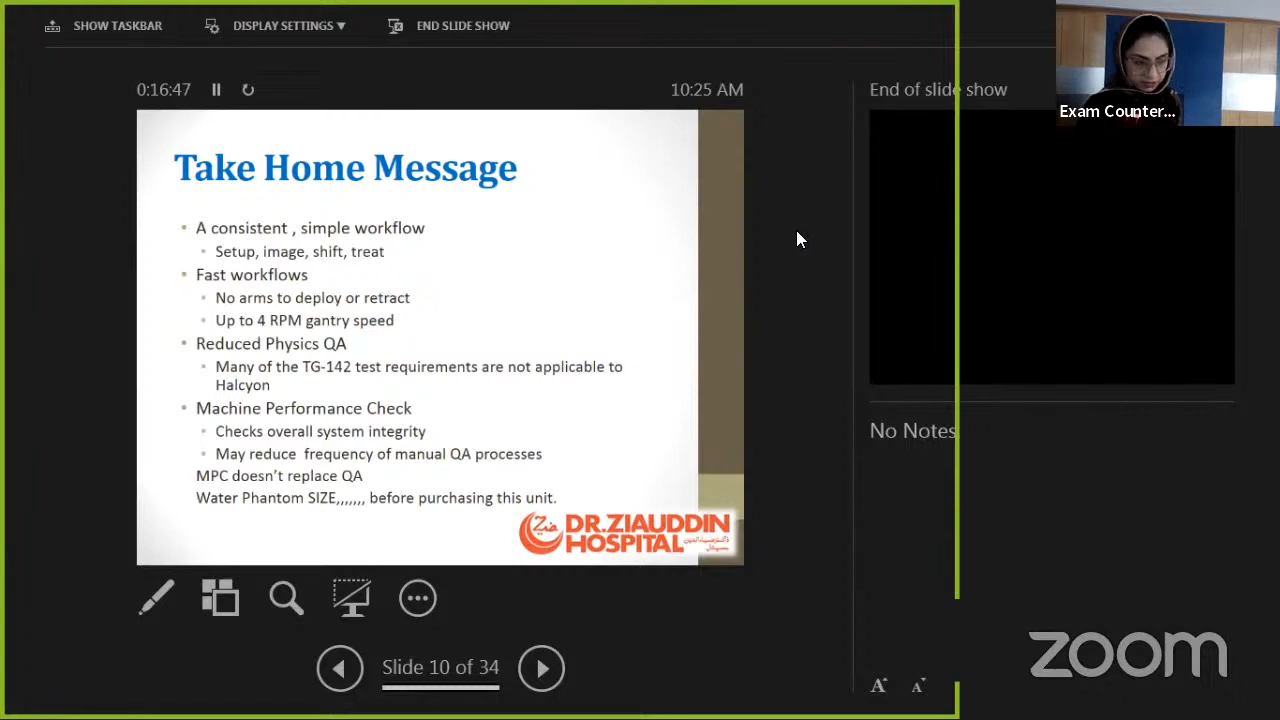 SHOW TASKBAR
DISPLAY SETTINGS ▼
END SLIDE SHOW
0:16:47
10:25 AM
End of slide show
Exam Counter...
Take Home Message
• A consistent , simple workflow
• Setup, image, shift, treat
• Fast workflows
• No arms to deploy or retract
• Up to 4 RPM gantry speed
• Reduced Physics QA
• Many of the TG-142 test requirements are not applicable to
Halcyon
• Machine Performance Check
• Checks overall system integrity
• May reduce frequency of manual QA processes
MPC doesn't replace QA
Water Phantom SIZE,,,,,,, before purchasing this unit.
Zia
DR.ZIAUDDIN
HOSPITAL
No Notes
Slide 10 of 34
A A
zoom